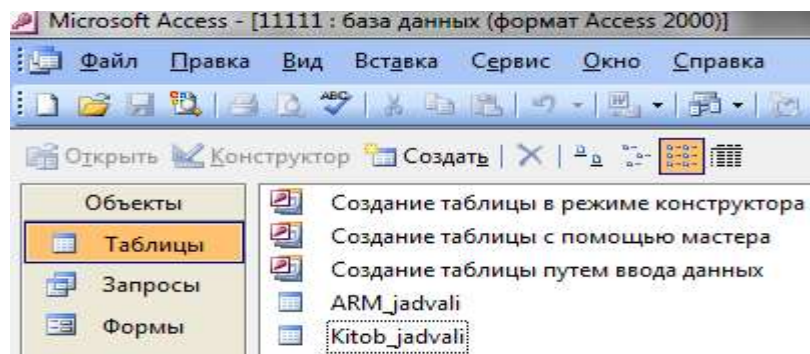 Microsoft Access - [11111 : база данных (формат Access 2000)]
Файл Правка Вид Вставка Сервис Окно Справка
ABC
Открыть Конструктор Создать
Объекты
Таблицы
Запросы
Формы
Создание таблицы в режиме конструктора
Создание таблицы с помощью мастера
Создание таблицы путем ввода данных
ARM_jadvali
Kitob_jadvali